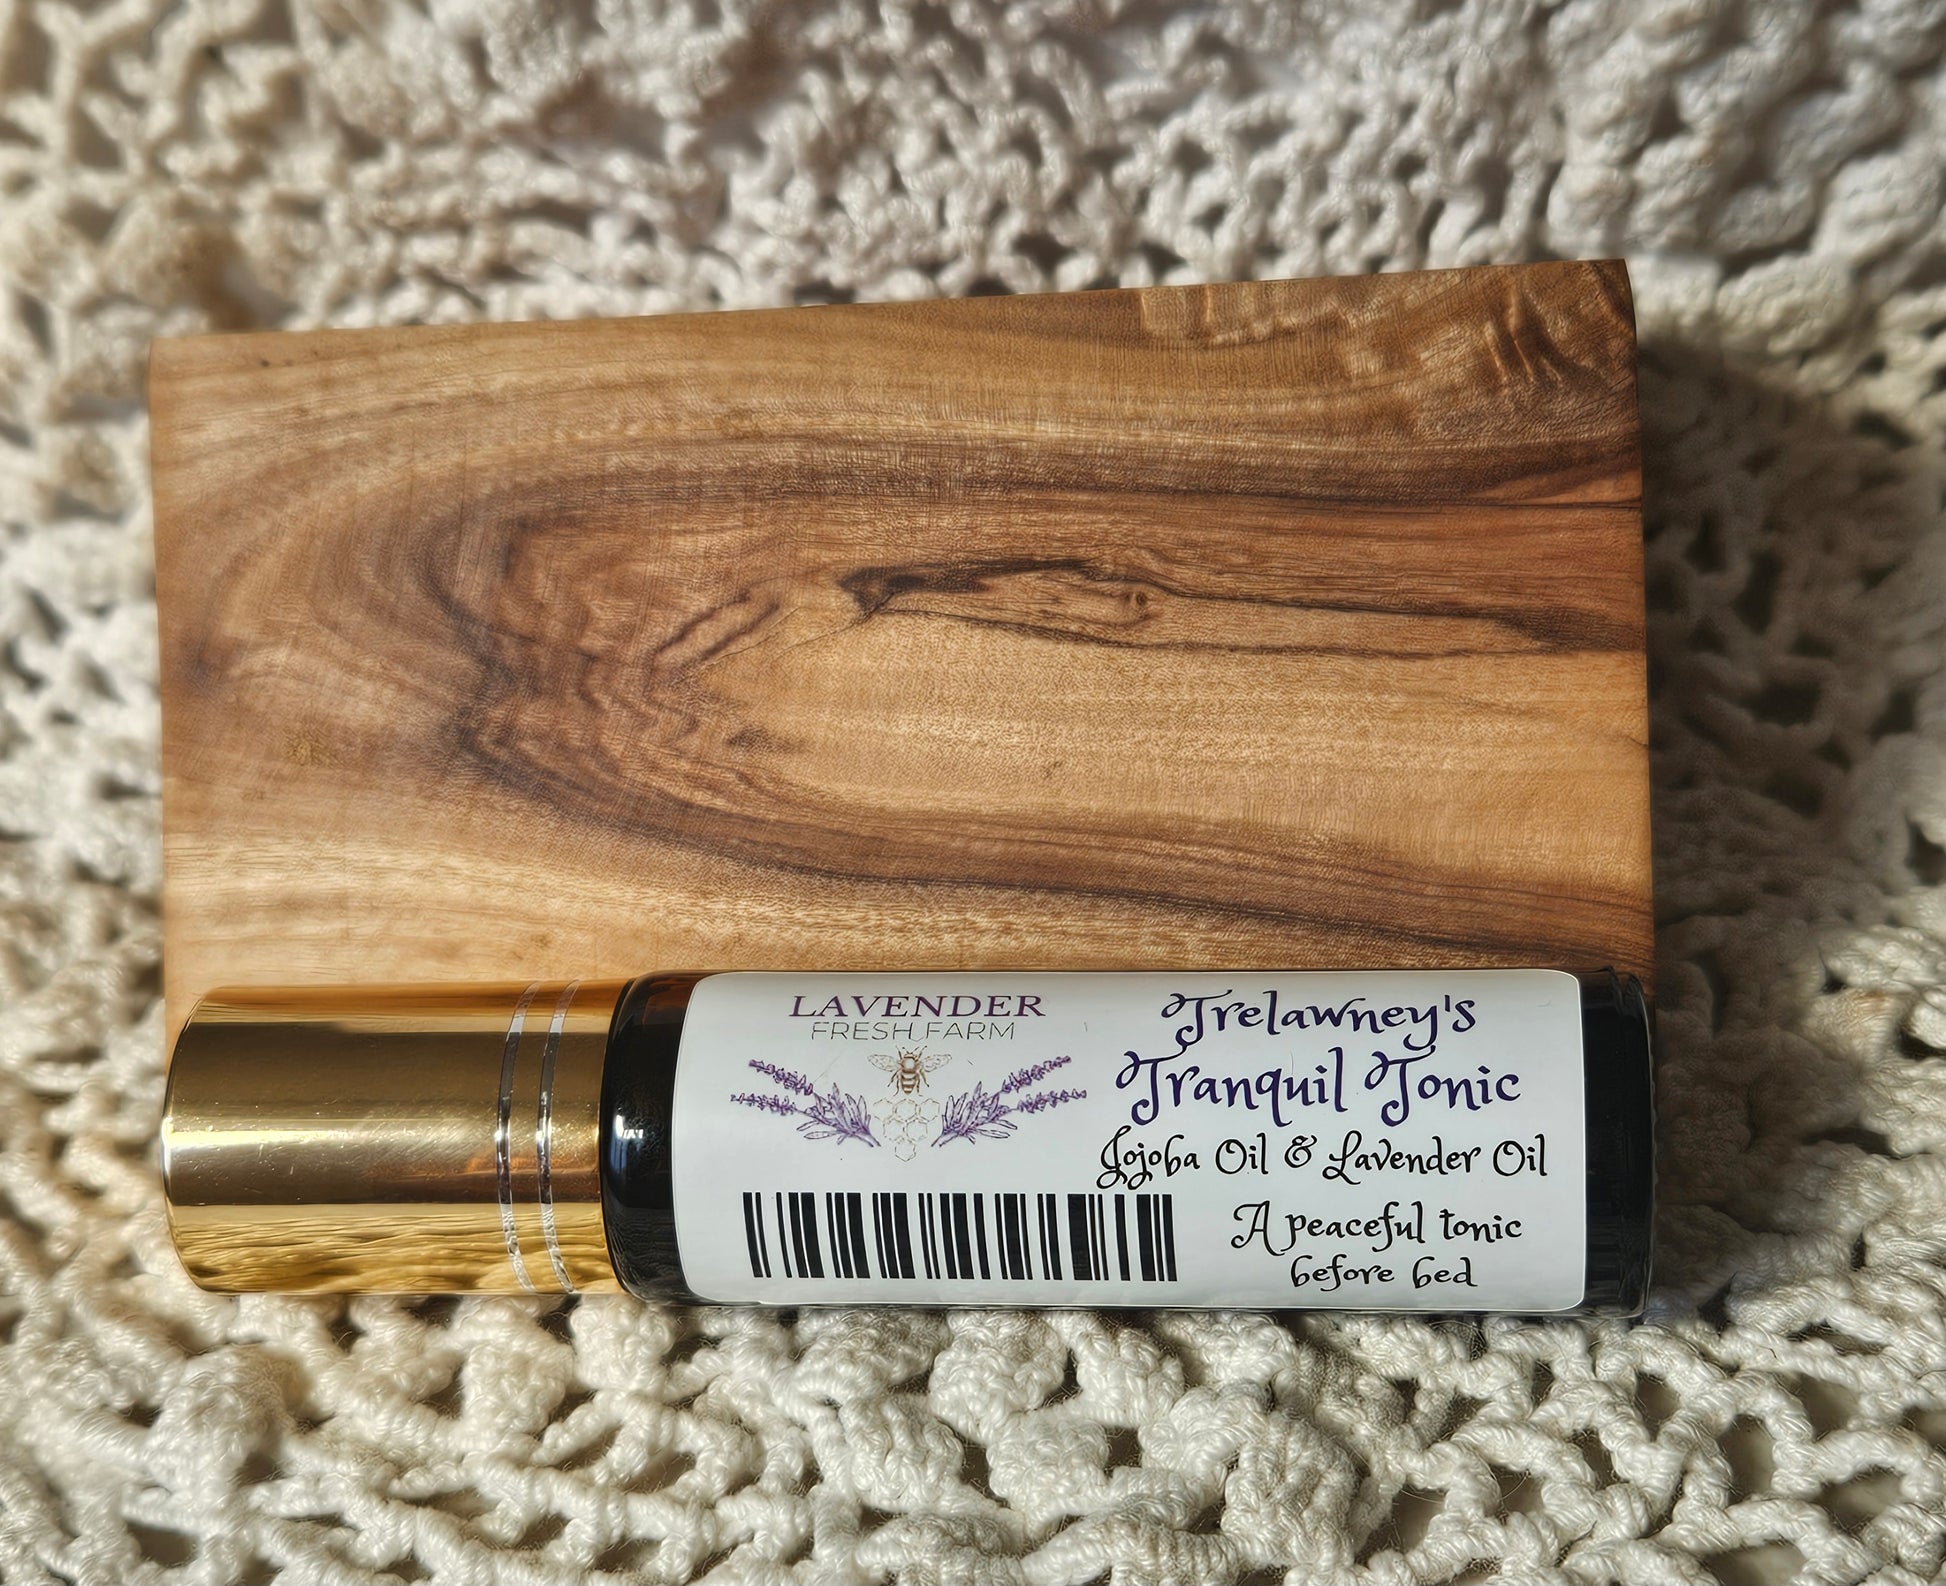 LAVENDER
FRESH FARM
Trelawney's
Tranquil Tonic
Jojoba Oil & Lavender Oil
A peaceful tonic
before bed